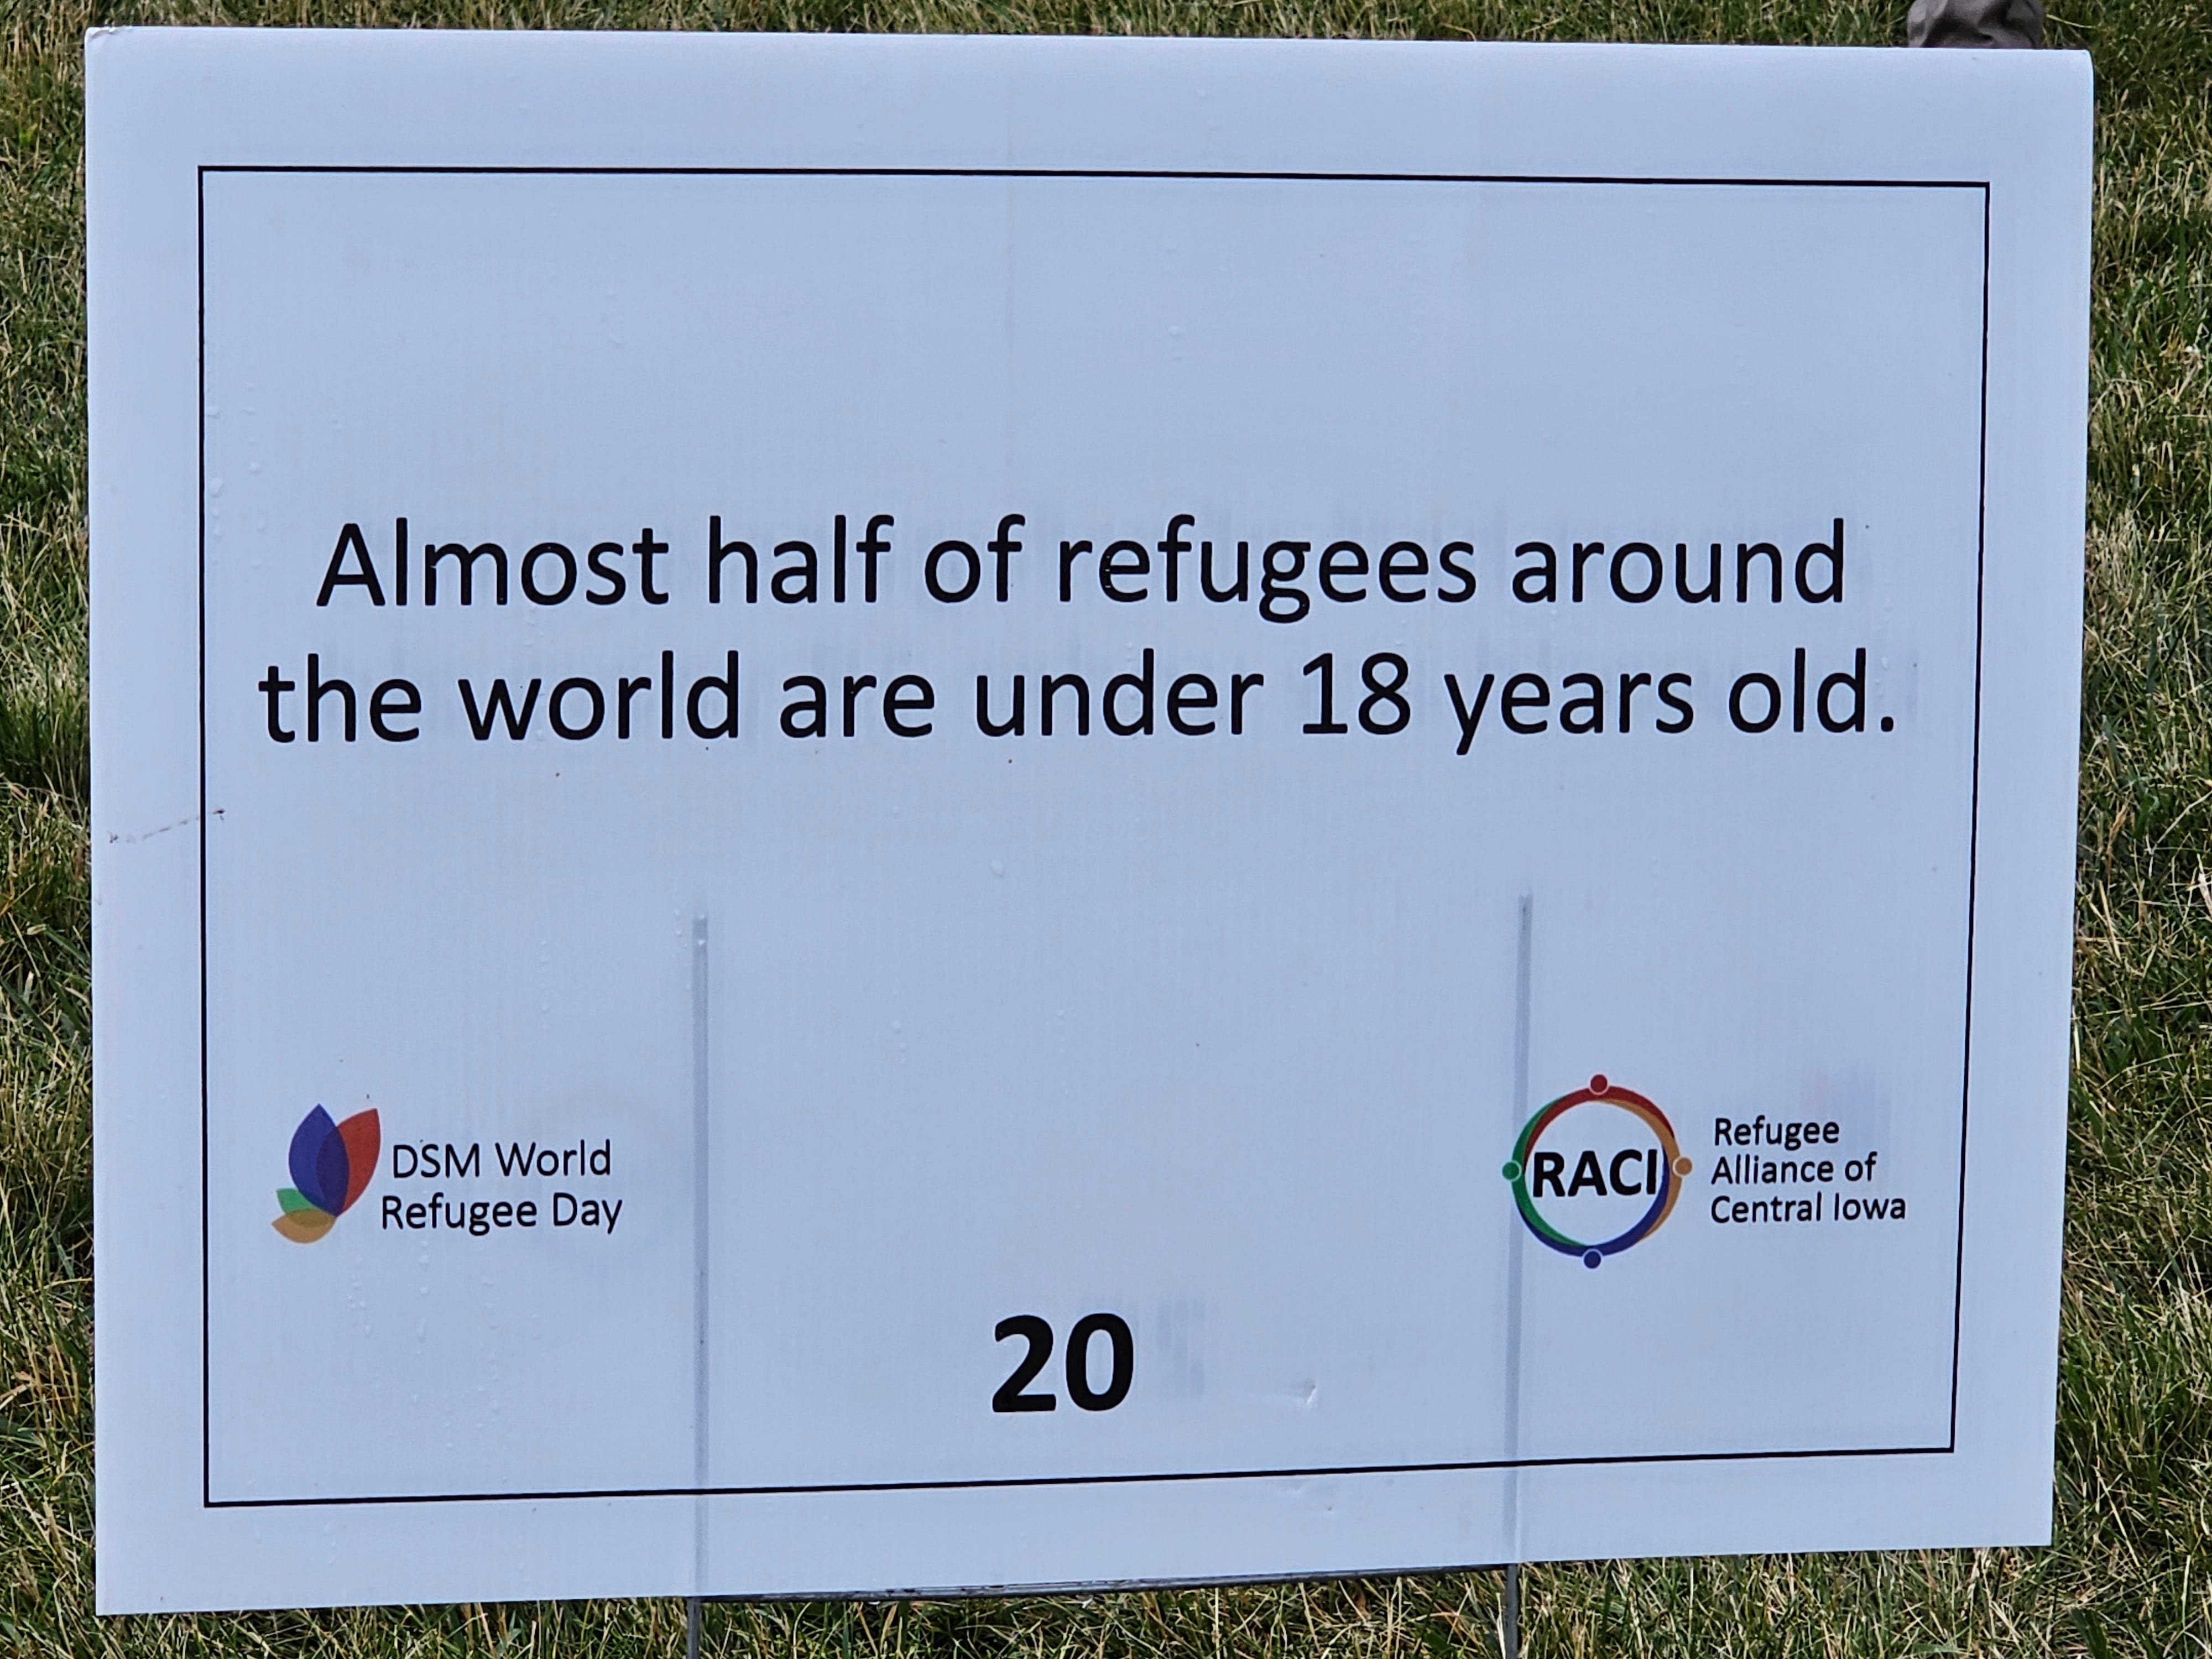 Almost half of refugees around
the world are under 18 years old.
DSM World
Refugee Day
RACI
Refugee
Alliance of
Central Iowa
20